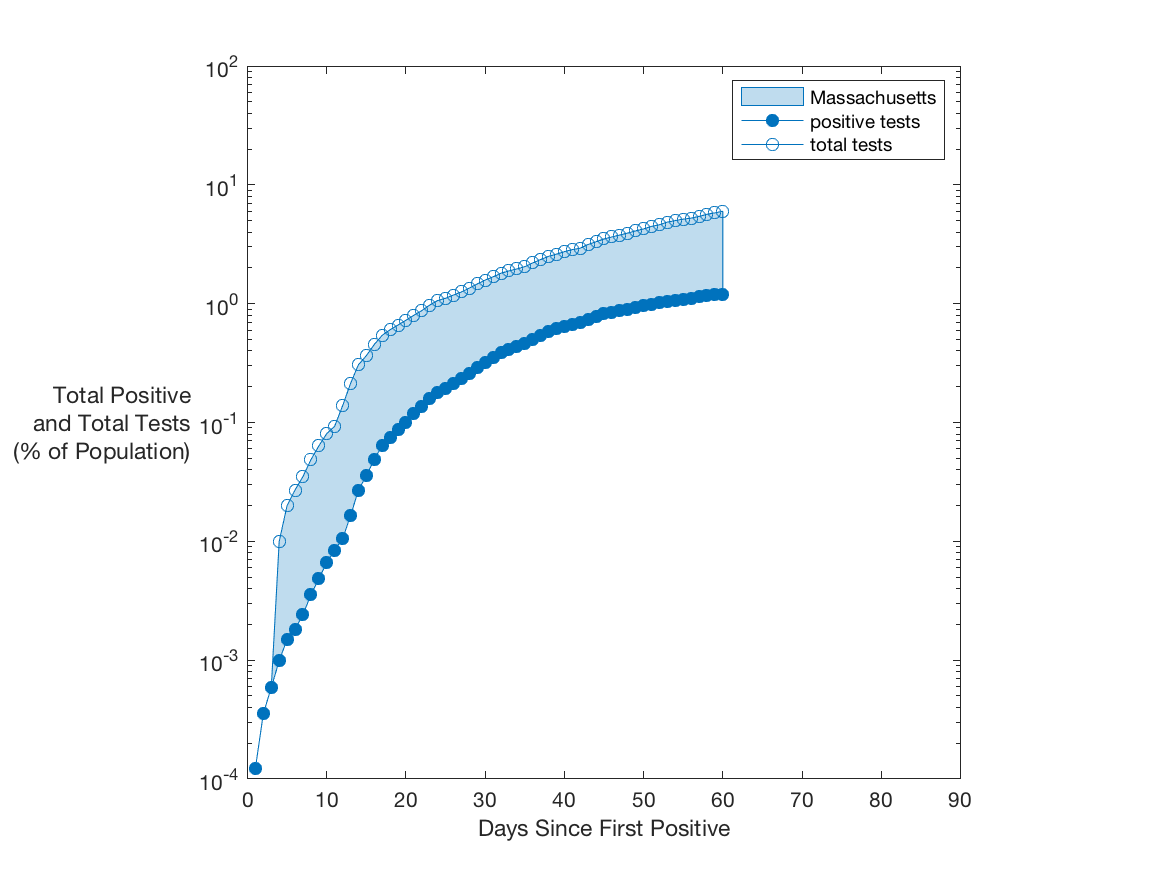 10^2
10^1
10^0
10^-1
10^-2
10^-3
10^-4
Total Positive
and Total Tests
(% of Population)
Massachusetts
positive tests
total tests
0 10 20 30 40 50 60 70 80 90
Days Since First Positive